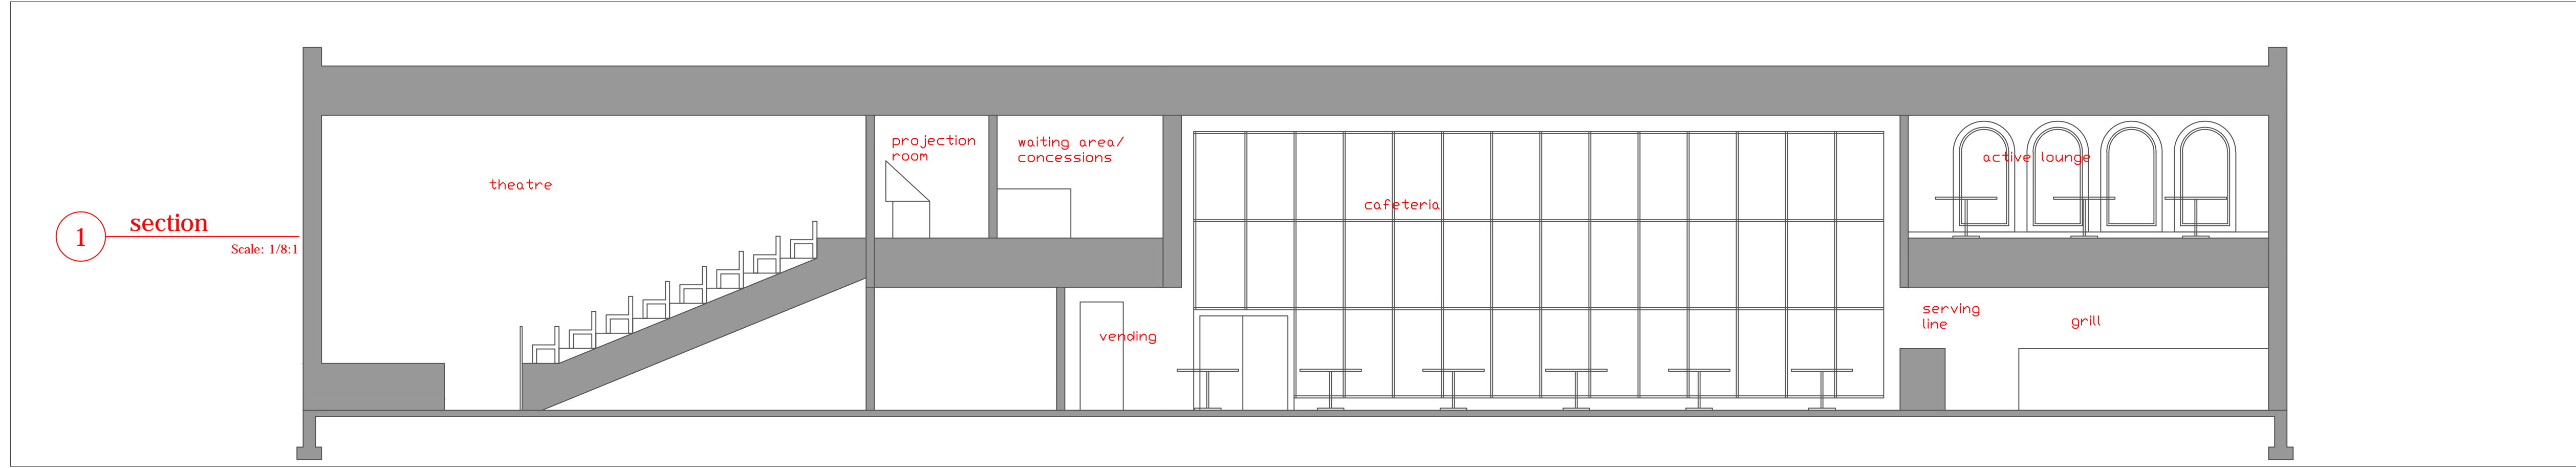 1
section
Scale: 1/8:1
theatre
projection
room
waiting area/
concessions
vending
cafeteria
active lounge
serving
line
grill